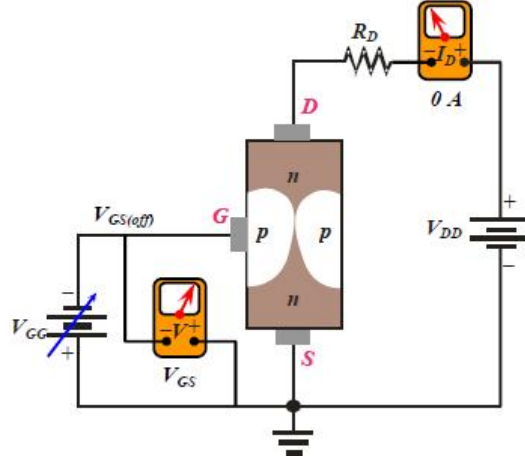 R_D
− I_D +
0 A
D
n
V_GS(off)
G
p
p
V_DD
+
−
−
V_GG
+
− V +
V_GS
n
S